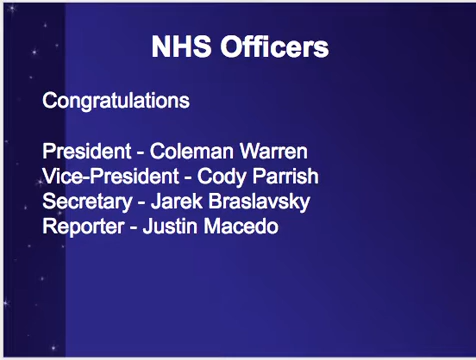 NHS Officers
Congratulations
President - Coleman Warren
Vice-President - Cody Parrish
Secretary - Jarek Braslavsky
Reporter - Justin Macedo